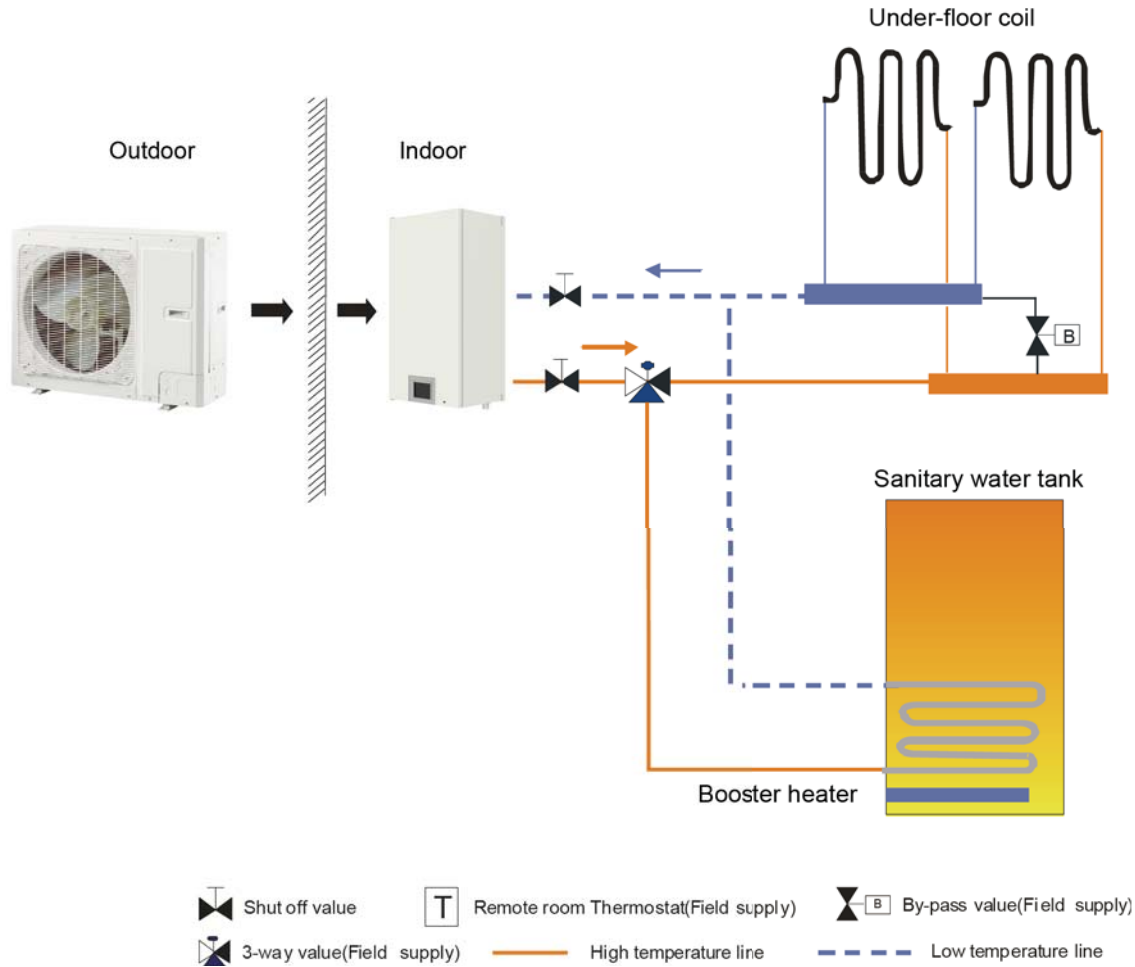 Under-floor coil
Outdoor
Indoor
B
Sanitary water tank
Booster heater
Shut off value
T
Remote room Thermostat(Field supply)
B
By-pass value(Field supply)
3-way value(Field supply)
High temperature line
Low temperature line